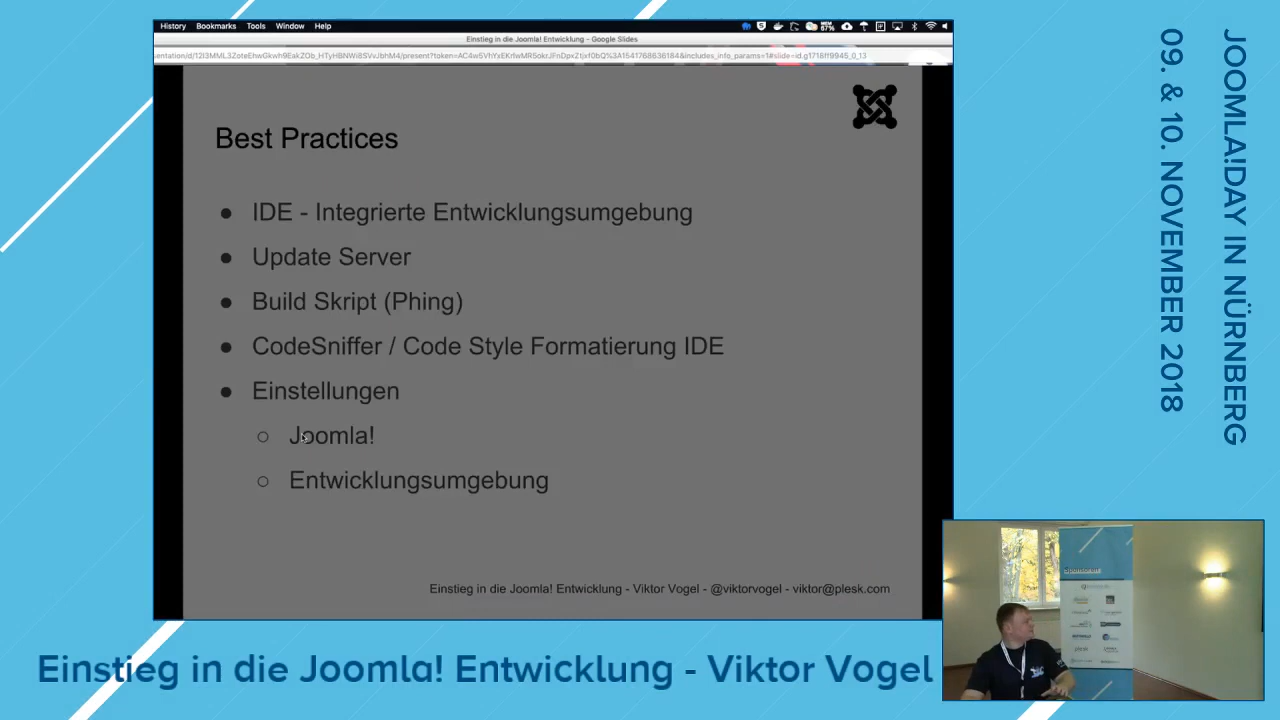 History Bookmarks Tools Window Help
Einstieg in die Joomla! Entwicklung - Google Slides
Best Practices
● IDE - Integrierte Entwicklungsumgebung
● Update Server
● Build Skript (Phing)
● CodeSniffer / Code Style Formatierung IDE
● Einstellungen
○ Joomla!
○ Entwicklungsumgebung
Einstieg in die Joomla! Entwicklung - Viktor Vogel - @viktorvogel - viktor@plesk.com
JOOMLA!DAY IN NÜRNBERG
09. & 10. NOVEMBER 2018
Sponsoren
Einstieg in die Joomla! Entwicklung - Viktor Vogel